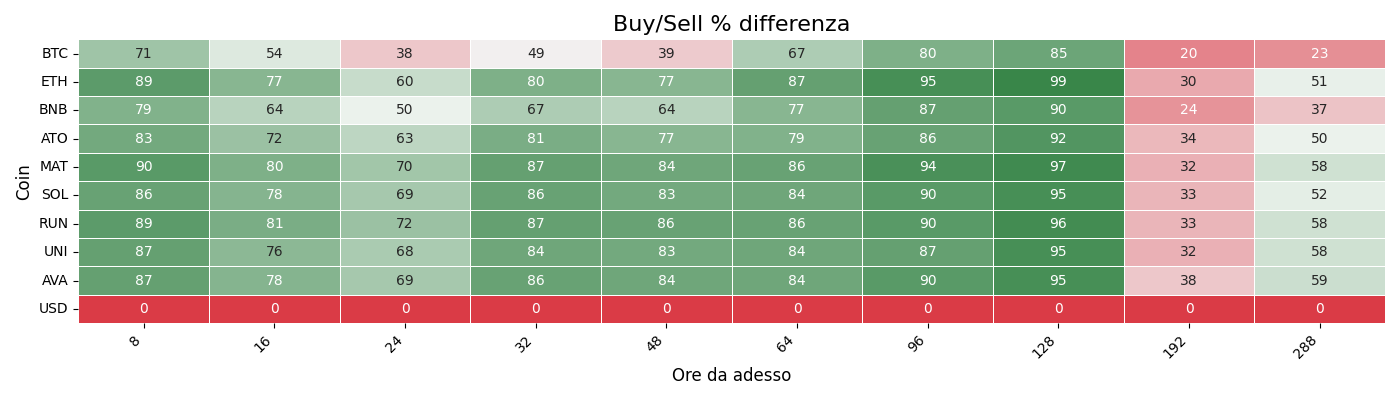 Buy/Sell % differenza
Coin
BTC 71 54 38 49 39 67 80 85 20 23
ETH 89 77 60 80 77 87 95 99 30 51
BNB 79 64 50 67 64 77 87 90 24 37
ATO 83 72 63 81 77 79 86 92 34 50
MAT 90 80 70 87 84 86 94 97 32 58
SOL 86 78 69 86 83 84 90 95 33 52
RUN 89 81 72 87 86 86 90 96 33 58
UNI 87 76 68 84 83 84 87 95 32 58
AVA 87 78 69 86 84 84 90 95 38 59
USD 0 0 0 0 0 0 0 0 0 0
8 16 24 32 48 64 96 128 192 288
Ore da adesso